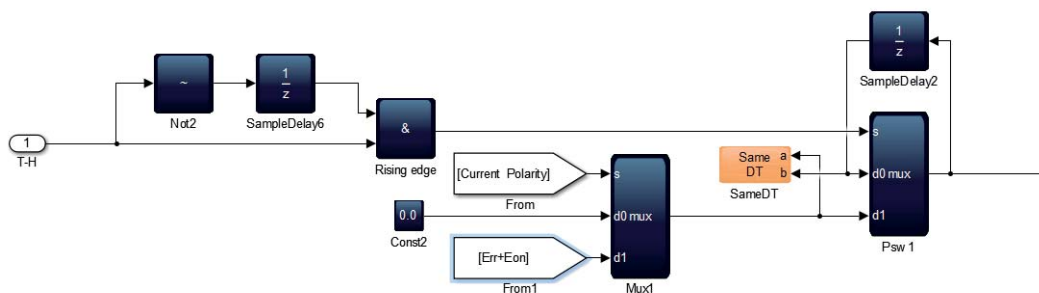 1
T-H
~
Not2
1
z
SampleDelay6
&
Rising edge
[Current Polarity]
From
0.0
Const2
[Err+Eon]
From1
s
d0 mux
d1
Mux1
Same
DT
a
b
SameDT
1
z
SampleDelay2
s
d0 mux
d1
Psw 1